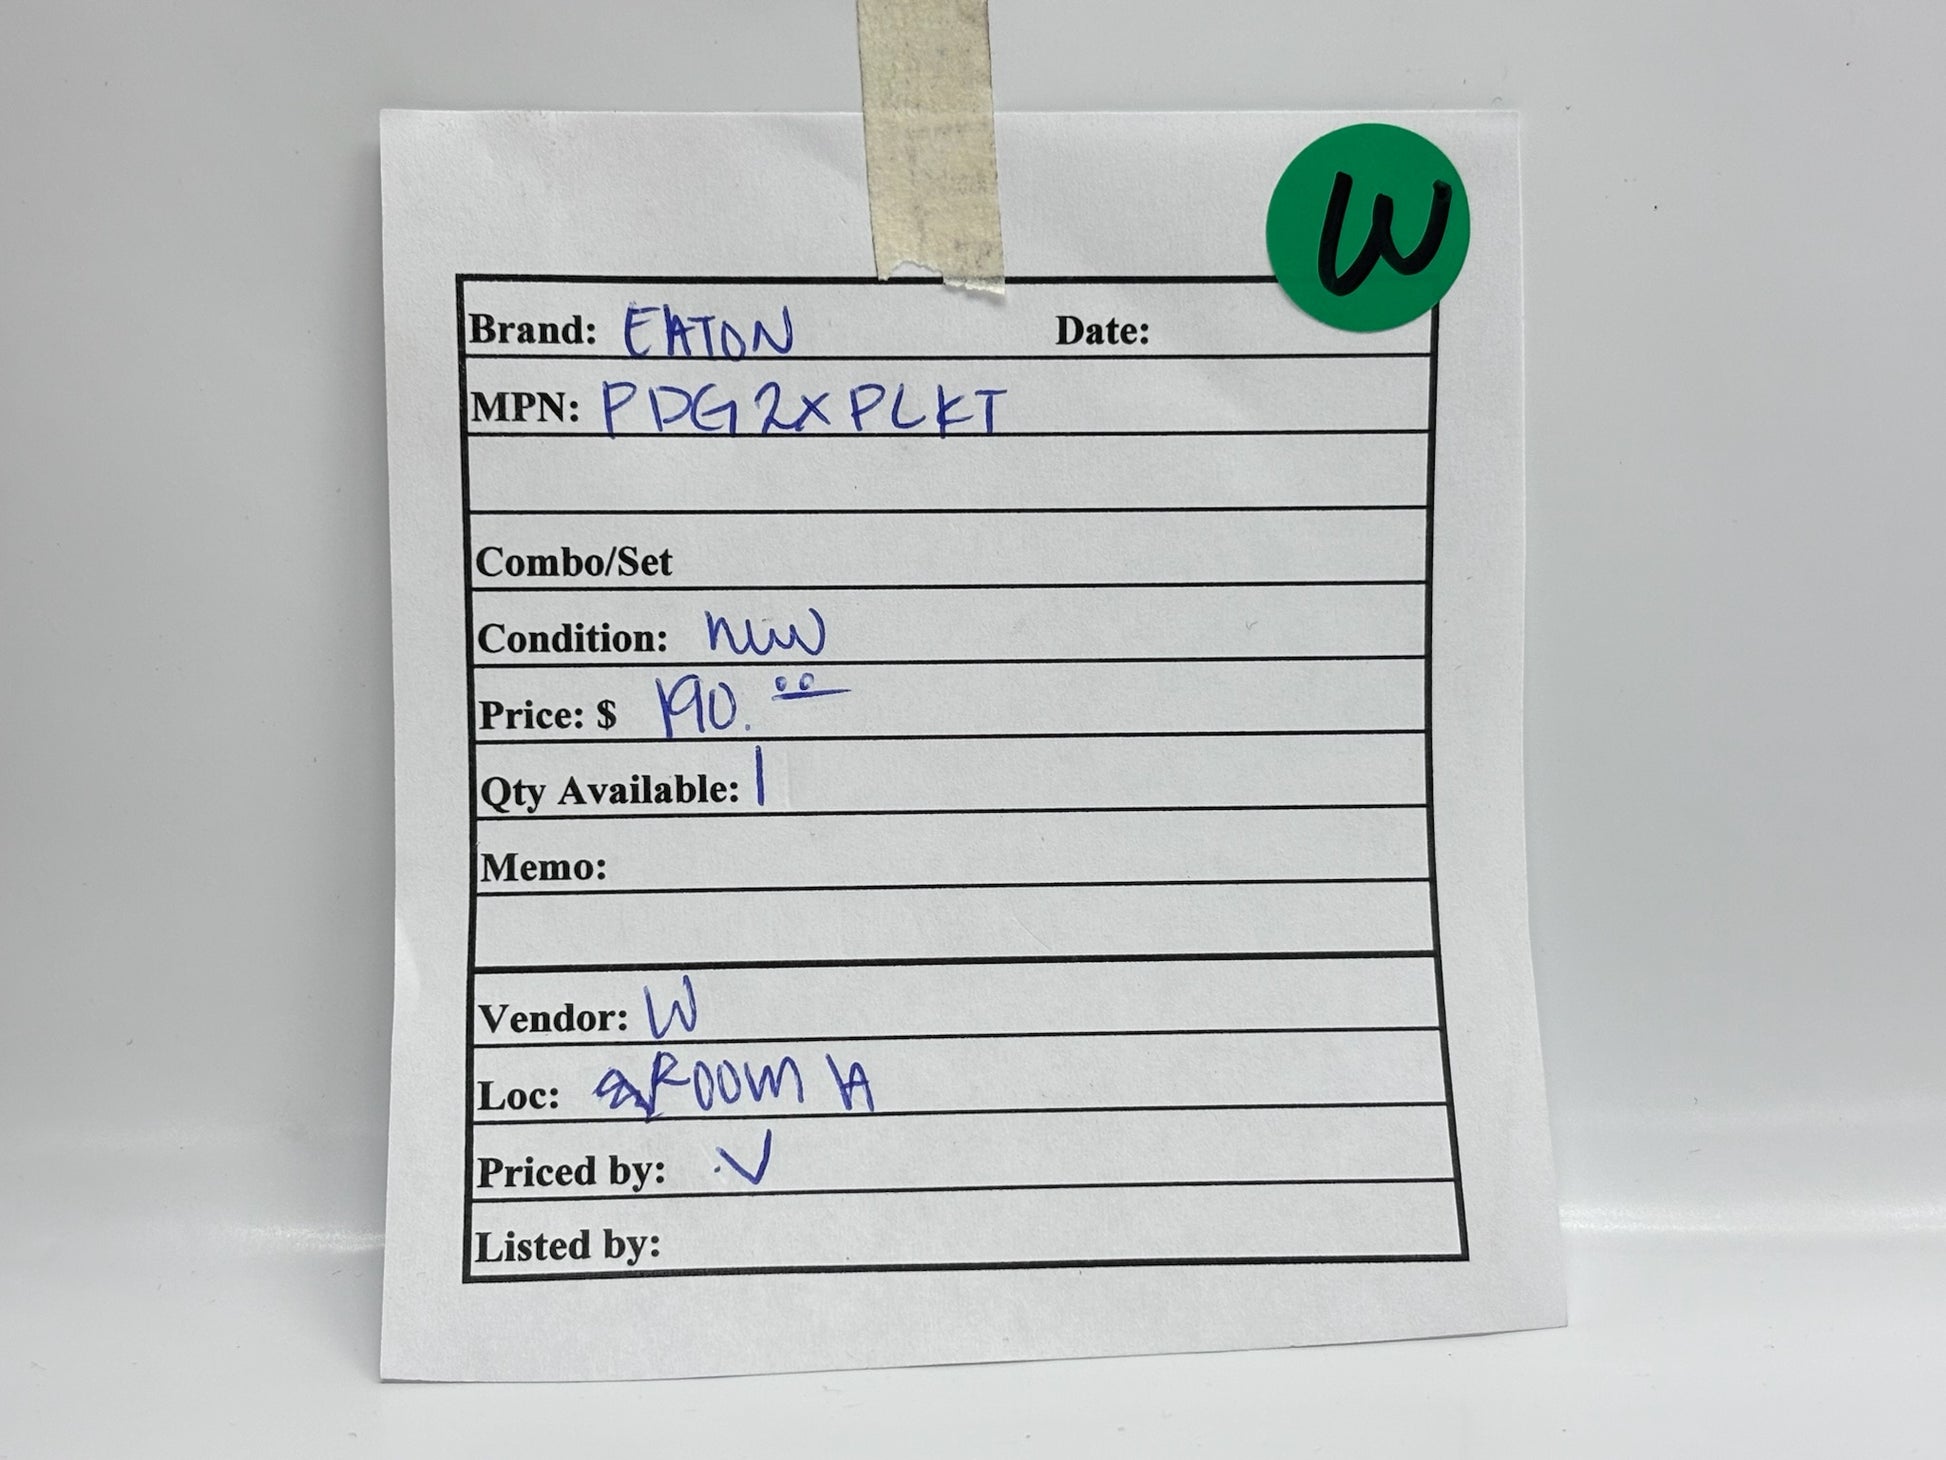 W
Brand: EATON Date:
MPN: PDG2XPLKT
Combo/Set
Condition: new
Price: $ 190.00
Qty Available: 1
Memo:
Vendor: W
Loc: ROOM A
Priced by: V
Listed by: